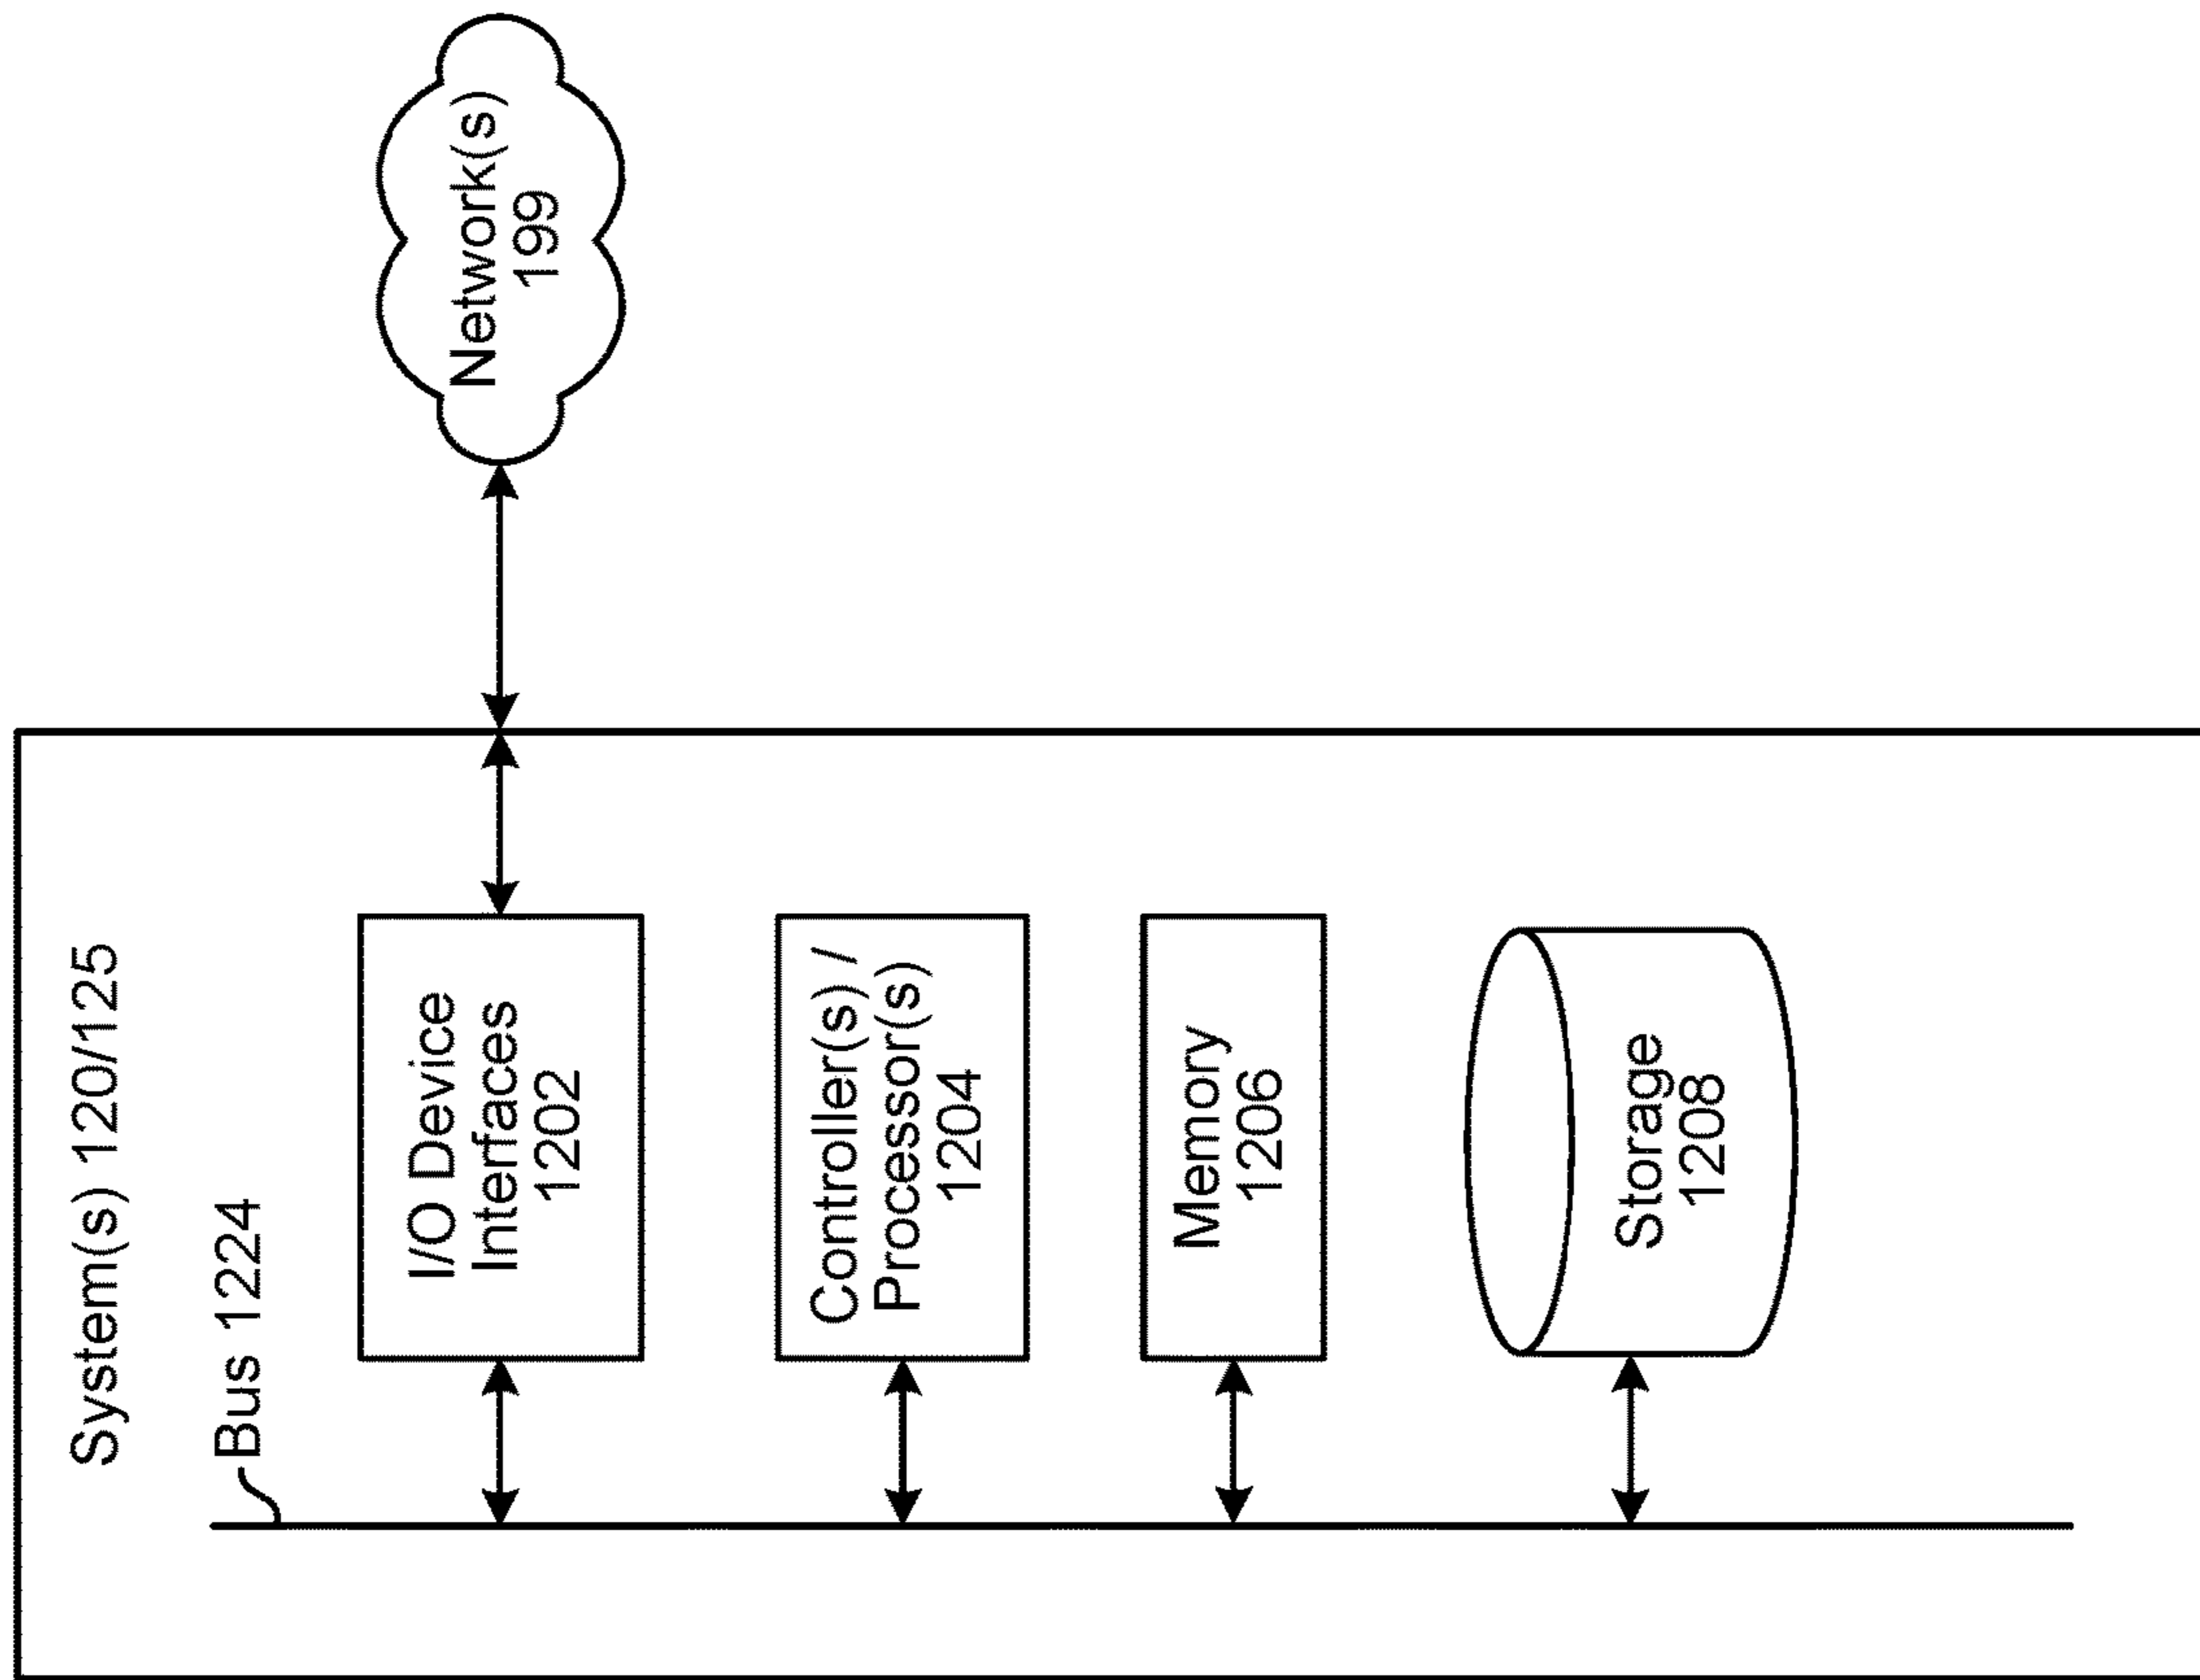 System(s) 120/125
Bus 1224
I/O Device
Interfaces
1202
Network(s)
199
Controller(s) /
Processor(s)
1204
Memory
1206
Storage
1208